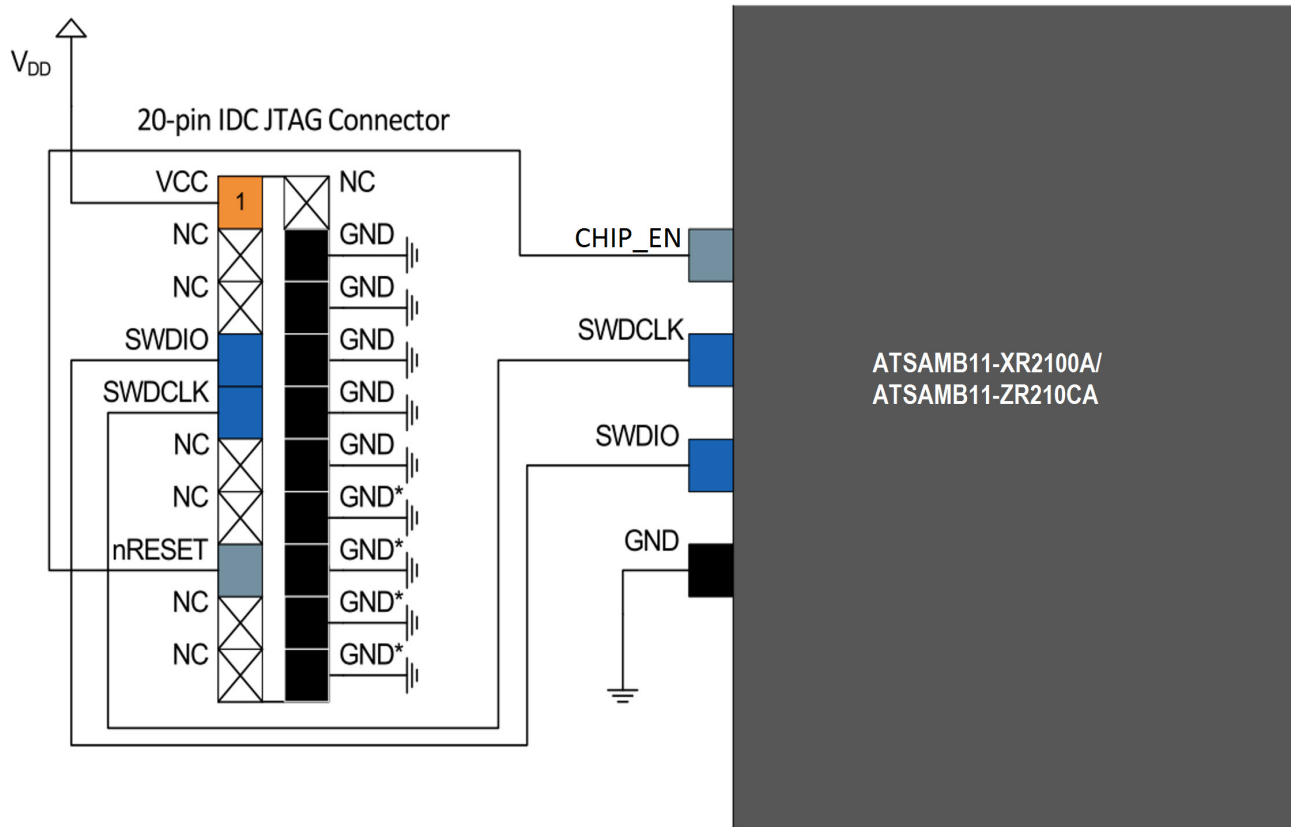 VDD
20-pin IDC JTAG Connector
VCC
1
NC
NC
GND
NC
GND
SWDIO
GND
SWDCLK
GND
NC
GND
NC
GND*
nRESET
GND*
NC
GND*
NC
GND*
CHIP_EN
SWDCLK
SWDIO
GND
ATSAMB11-XR2100A/
ATSAMB11-ZR210CA